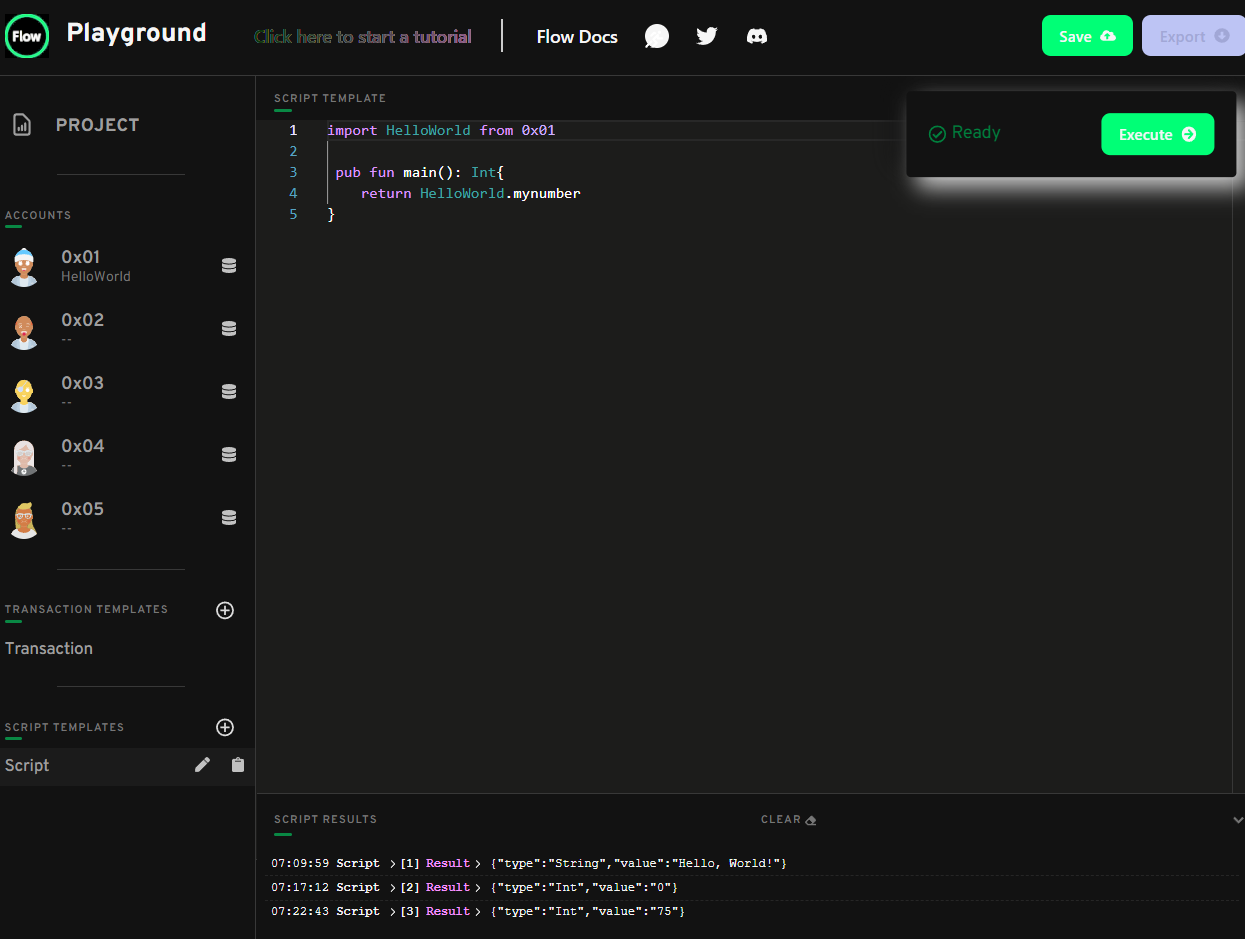 Flow
Playground
Click here to start a tutorial
Flow Docs
Save
Export
PROJECT
ACCOUNTS
0x01
HelloWorld
0x02
--
0x03
--
0x04
--
0x05
--
TRANSACTION TEMPLATES
Transaction
SCRIPT TEMPLATES
Script
SCRIPT TEMPLATE
1 import HelloWorld from 0x01
2
3 pub fun main(): Int{
4 return HelloWorld.mynumber
5 }
Ready
Execute
SCRIPT RESULTS
CLEAR
07:09:59 Script > [1] Result > {"type":"String","value":"Hello, World!"}
07:17:12 Script > [2] Result > {"type":"Int","value":"0"}
07:22:43 Script > [3] Result > {"type":"Int","value":"75"}